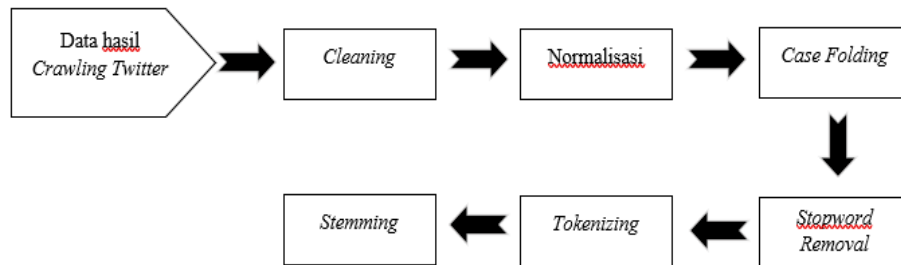 Data hasil
Crawling Twitter
Cleaning
Normalisasi
Case Folding
Stopword
Removal
Tokenizing
Stemming